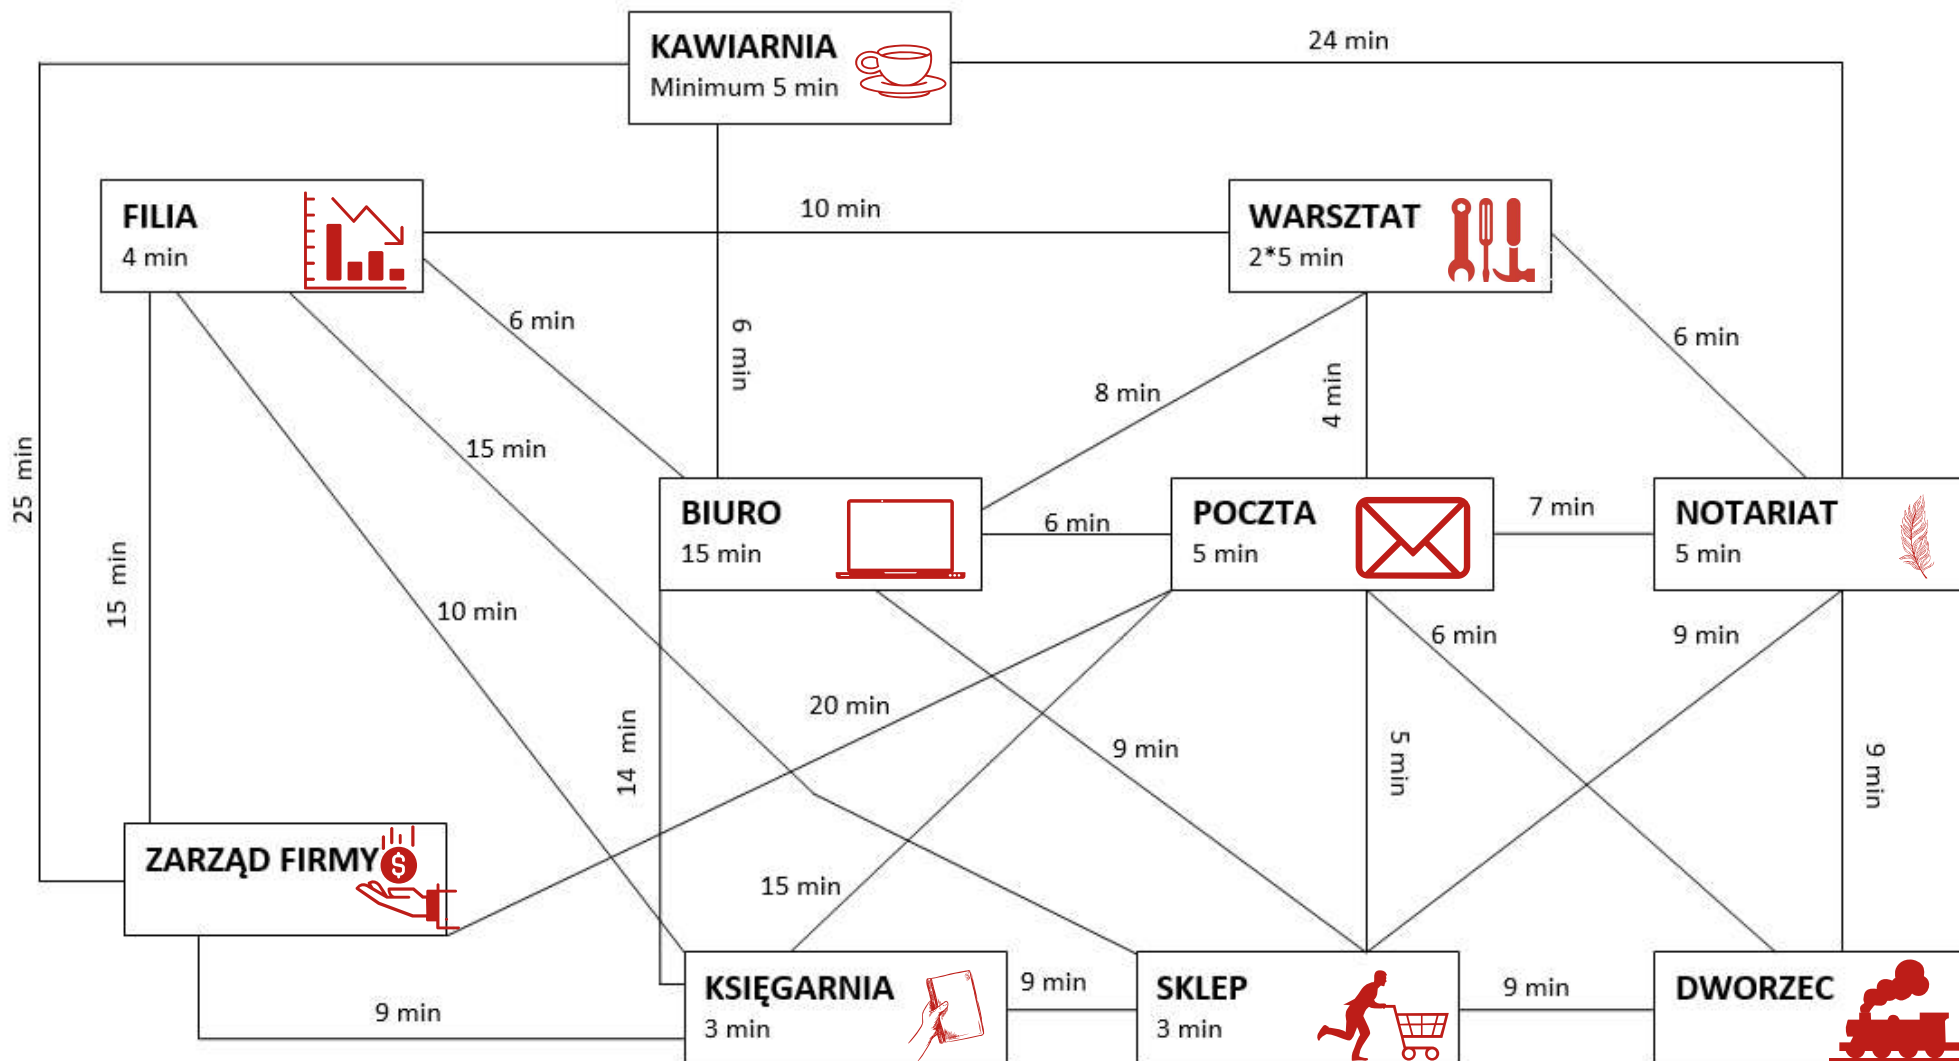 KAWIARNIA
Minimum 5 min
24 min
FILIA
4 min
10 min
WARSZTAT
2*5 min
6 min
6 min
6 min
8 min
4 min
15 min
25 min
BIURO
15 min
6 min
POCZTA
5 min
7 min
NOTARIAT
5 min
15 min
10 min
6 min
9 min
20 min
14 min
9 min
5 min
9 min
ZARZĄD FIRMY
$
15 min
9 min
KSIĘGARNIA
3 min
9 min
SKLEP
3 min
9 min
DWORZEC